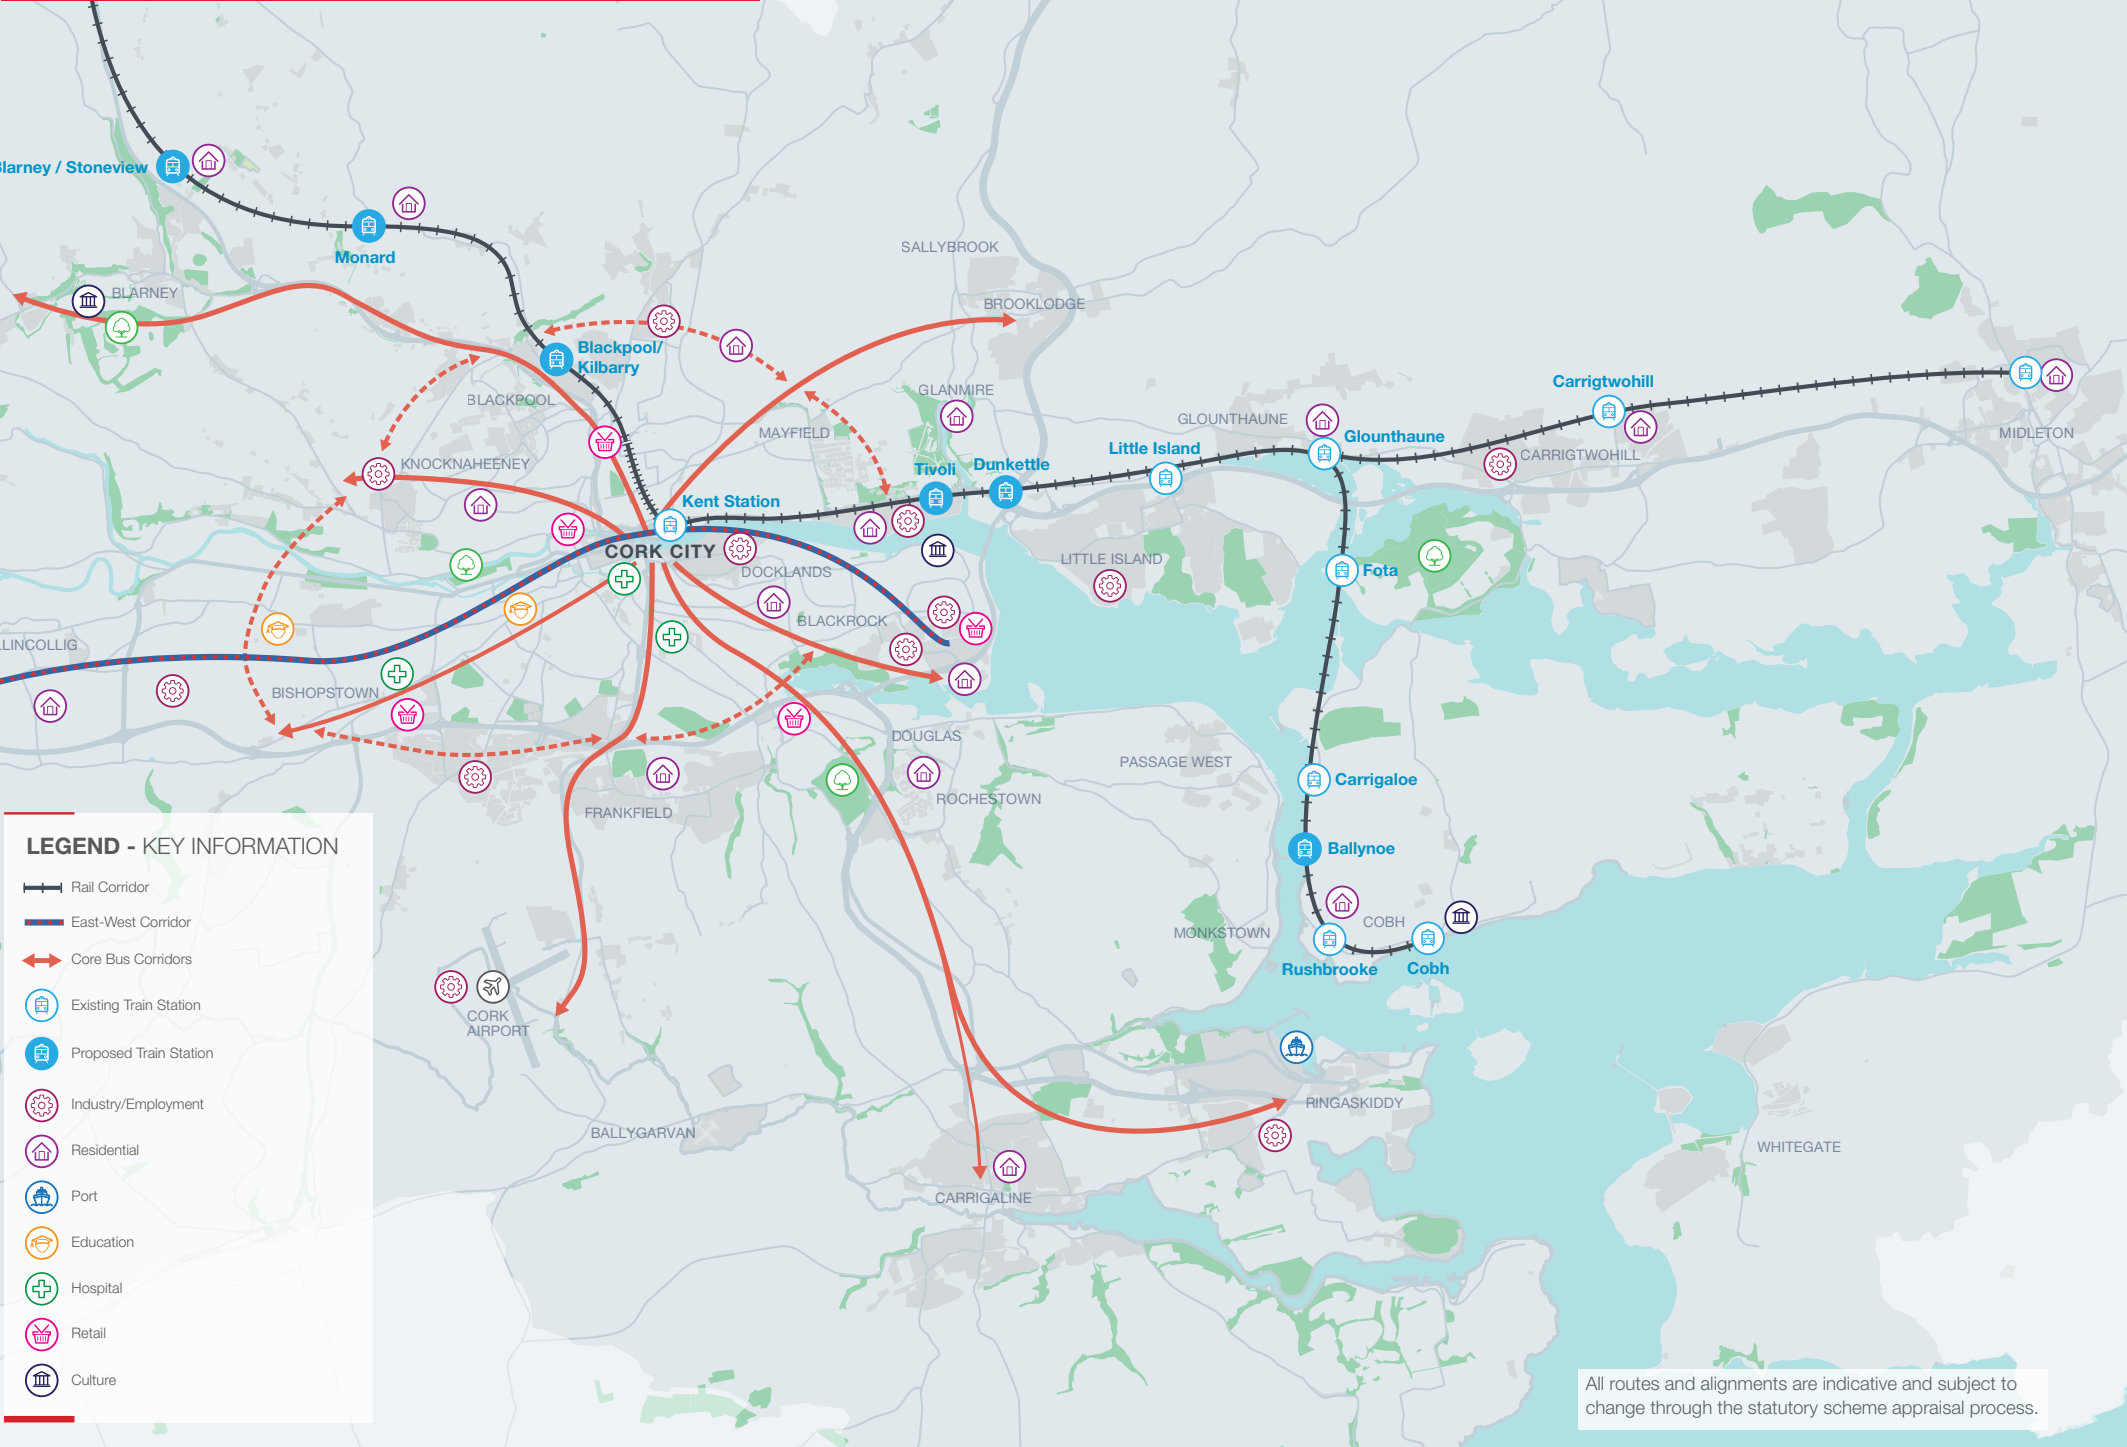 larney / Stoneview
Monard
BLARNEY
SALLYBROOK
BROOKLODGE
Blackpool/
Kilbarry
BLACKPOOL
GLANMIRE
MAYFIELD
KNOCKNAHEENEY
Tivoli
Dunkettle
Little Island
GLOUNTHAUNE
Glounthaune
Carrigtwohill
CARRIGTWOHILL
MIDLETON
Kent Station
CORK CITY
DOCKLANDS
LITTLE ISLAND
Fota
BLACKROCK
LLINCOLLIG
BISHOPSTOWN
DOUGLAS
PASSAGE WEST
Carrigaloe
ROCHESTOWN
FRANKFIELD
Ballynoe
MONKSTOWN
COBH
Rushbrooke
Cobh
CORK
AIRPORT
RINGASKIDDY
BALLYGARVAN
WHITEGATE
CARRIGALINE
LEGEND - KEY INFORMATION
Rail Corridor
East-West Corridor
Core Bus Corridors
Existing Train Station
Proposed Train Station
Industry/Employment
Residential
Port
Education
Hospital
Retail
Culture
All routes and alignments are indicative and subject to
change through the statutory scheme appraisal process.